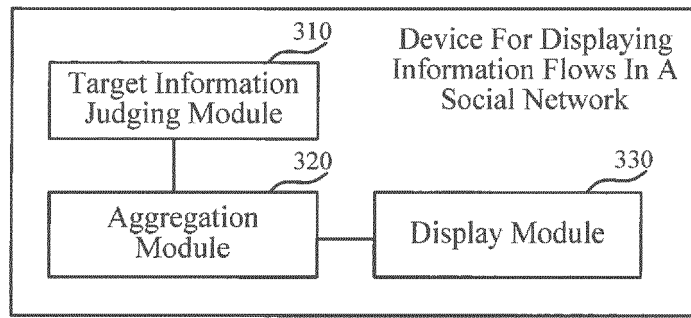 310
Device For Displaying
Information Flows In A
Social Network
Target Information
Judging Module
320
330
Aggregation
Module
Display Module